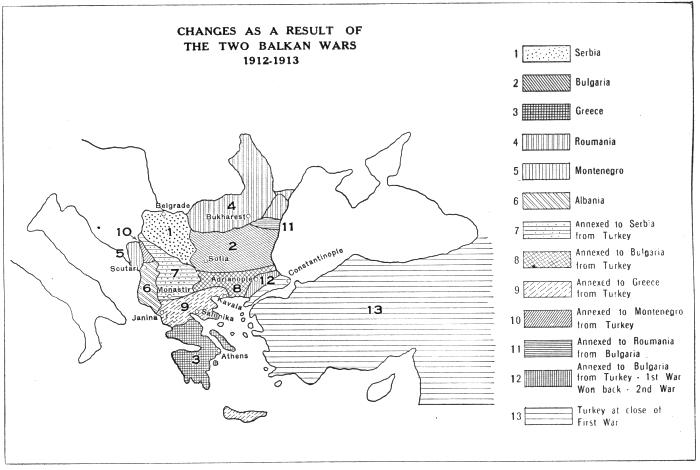 CHANGES AS A RESULT OF
THE TWO BALKAN WARS
1912-1913
1 Serbia
2 Bulgaria
3 Greece
4 Roumania
5 Montenegro
6 Albania
7 Annexed to Serbia
from Turkey
8 Annexed to Bulgaria
from Turkey
9 Annexed to Greece
from Turkey
10 Annexed to Montenegro
from Turkey
11 Annexed to Roumania
from Bulgaria
12 Annexed to Bulgaria
from Turkey - 1st War
Won back - 2nd War
13 Turkey at close of
First War
Belgrade
4
Bukharest
11
10
1
5
2
Sofia
Scutari
7
Constantinople
Adrianople
12
6
Monastir
8
Kavala
9
Salonika
Janina
13
3
Athens